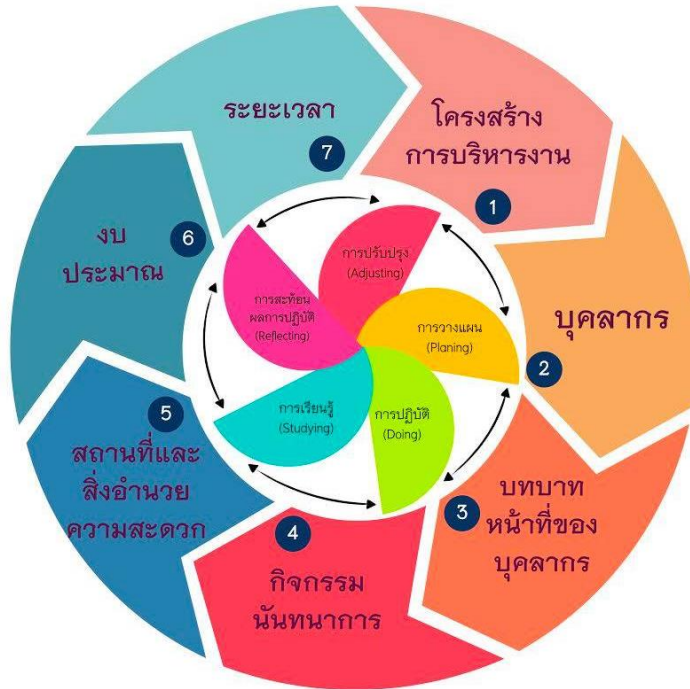 โครงสร้าง
การบริหารงาน
1
บุคลากร
2
บทบาท
หน้าที่ของ
บุคลากร
3
กิจกรรม
นันทนาการ
4
สถานที่และ
สิ่งอำนวย
ความสะดวก
5
งบ
ประมาณ
6
ระยะเวลา
7
การปรับปรุง
(Adjusting)
การวางแผน
(Planing)
การปฏิบัติ
(Doing)
การเรียนรู้
(Studying)
การสะท้อน
ผลการปฏิบัติ
(Reflecting)